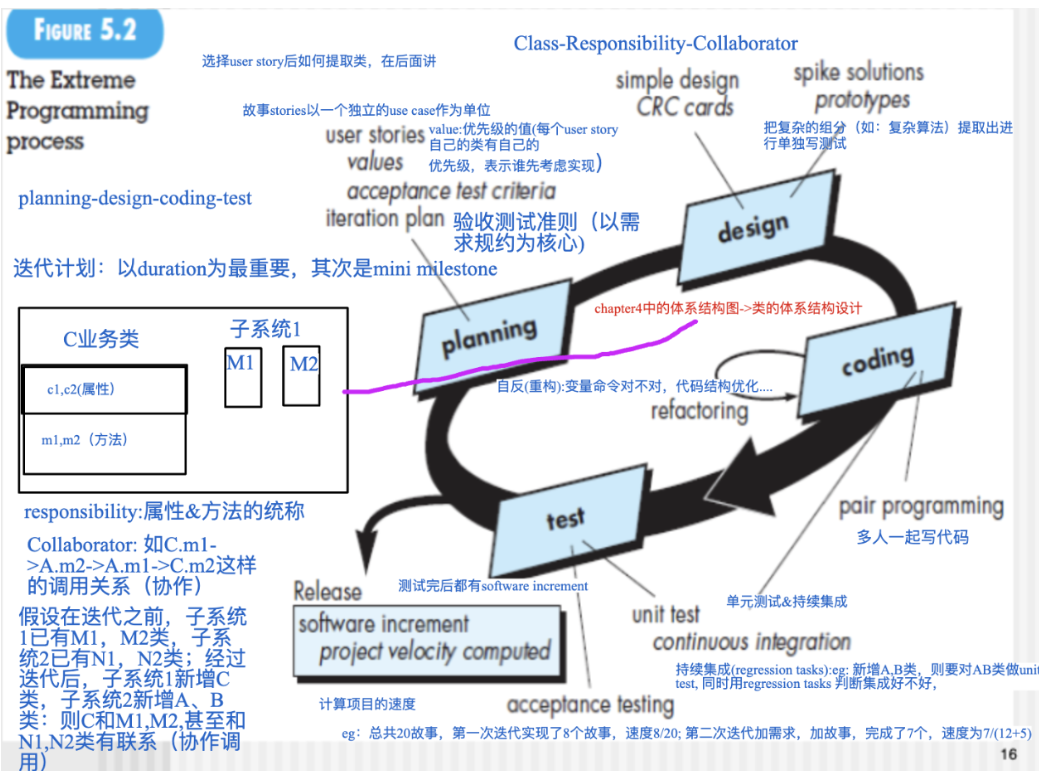 FIGURE 5.2
The Extreme
Programming
process
选择user story后如何提取类，在后面讲
Class-Responsibility-Collaborator
simple design
CRC cards
spike solutions
prototypes
把复杂的组分（如：复杂算法）提取出进
行单独写测试
故事stories以一个独立的use case作为单位
user stories
values
value:优先级的值(每个user story
自己的类有自己的
优先级，表示谁先考虑实现)
acceptance test criteria
iteration plan
验收测试准则（以需
求规约为核心)
planning-design-coding-test
迭代计划：以duration为最重要，其次是mini milestone
design
planning
chapter4中的体系结构图->类的体系结构设计
coding
自反(重构):变量命令对不对，代码结构优化....
refactoring
C业务类
c1,c2(属性)
m1,m2（方法）
子系统1
M1
M2
responsibility:属性&方法的统称
Collaborator: 如C.m1-
>A.m2->A.m1->C.m2这样
的调用关系（协作）
假设在迭代之前，子系统
1已有M1，M2类，子系
统2已有N1，N2类；经过
迭代后，子系统1新增C
类，子系统2新增A、B
类：则C和M1,M2,甚至和
N1,N2类有联系（协作调
用）
test
pair programming
多人一起写代码
Release
测试完后都有software increment
software increment
project velocity computed
计算项目的速度
unit test
continuous integration
单元测试&持续集成
持续集成(regression tasks):eg: 新增A,B类，则要对AB类做unit
test, 同时用regression tasks 判断集成好不好，
acceptance testing
eg：总共20故事，第一次迭代实现了8个故事，速度8/20; 第二次迭代加需求，加故事，完成了7个，速度为7/(12+5)
16